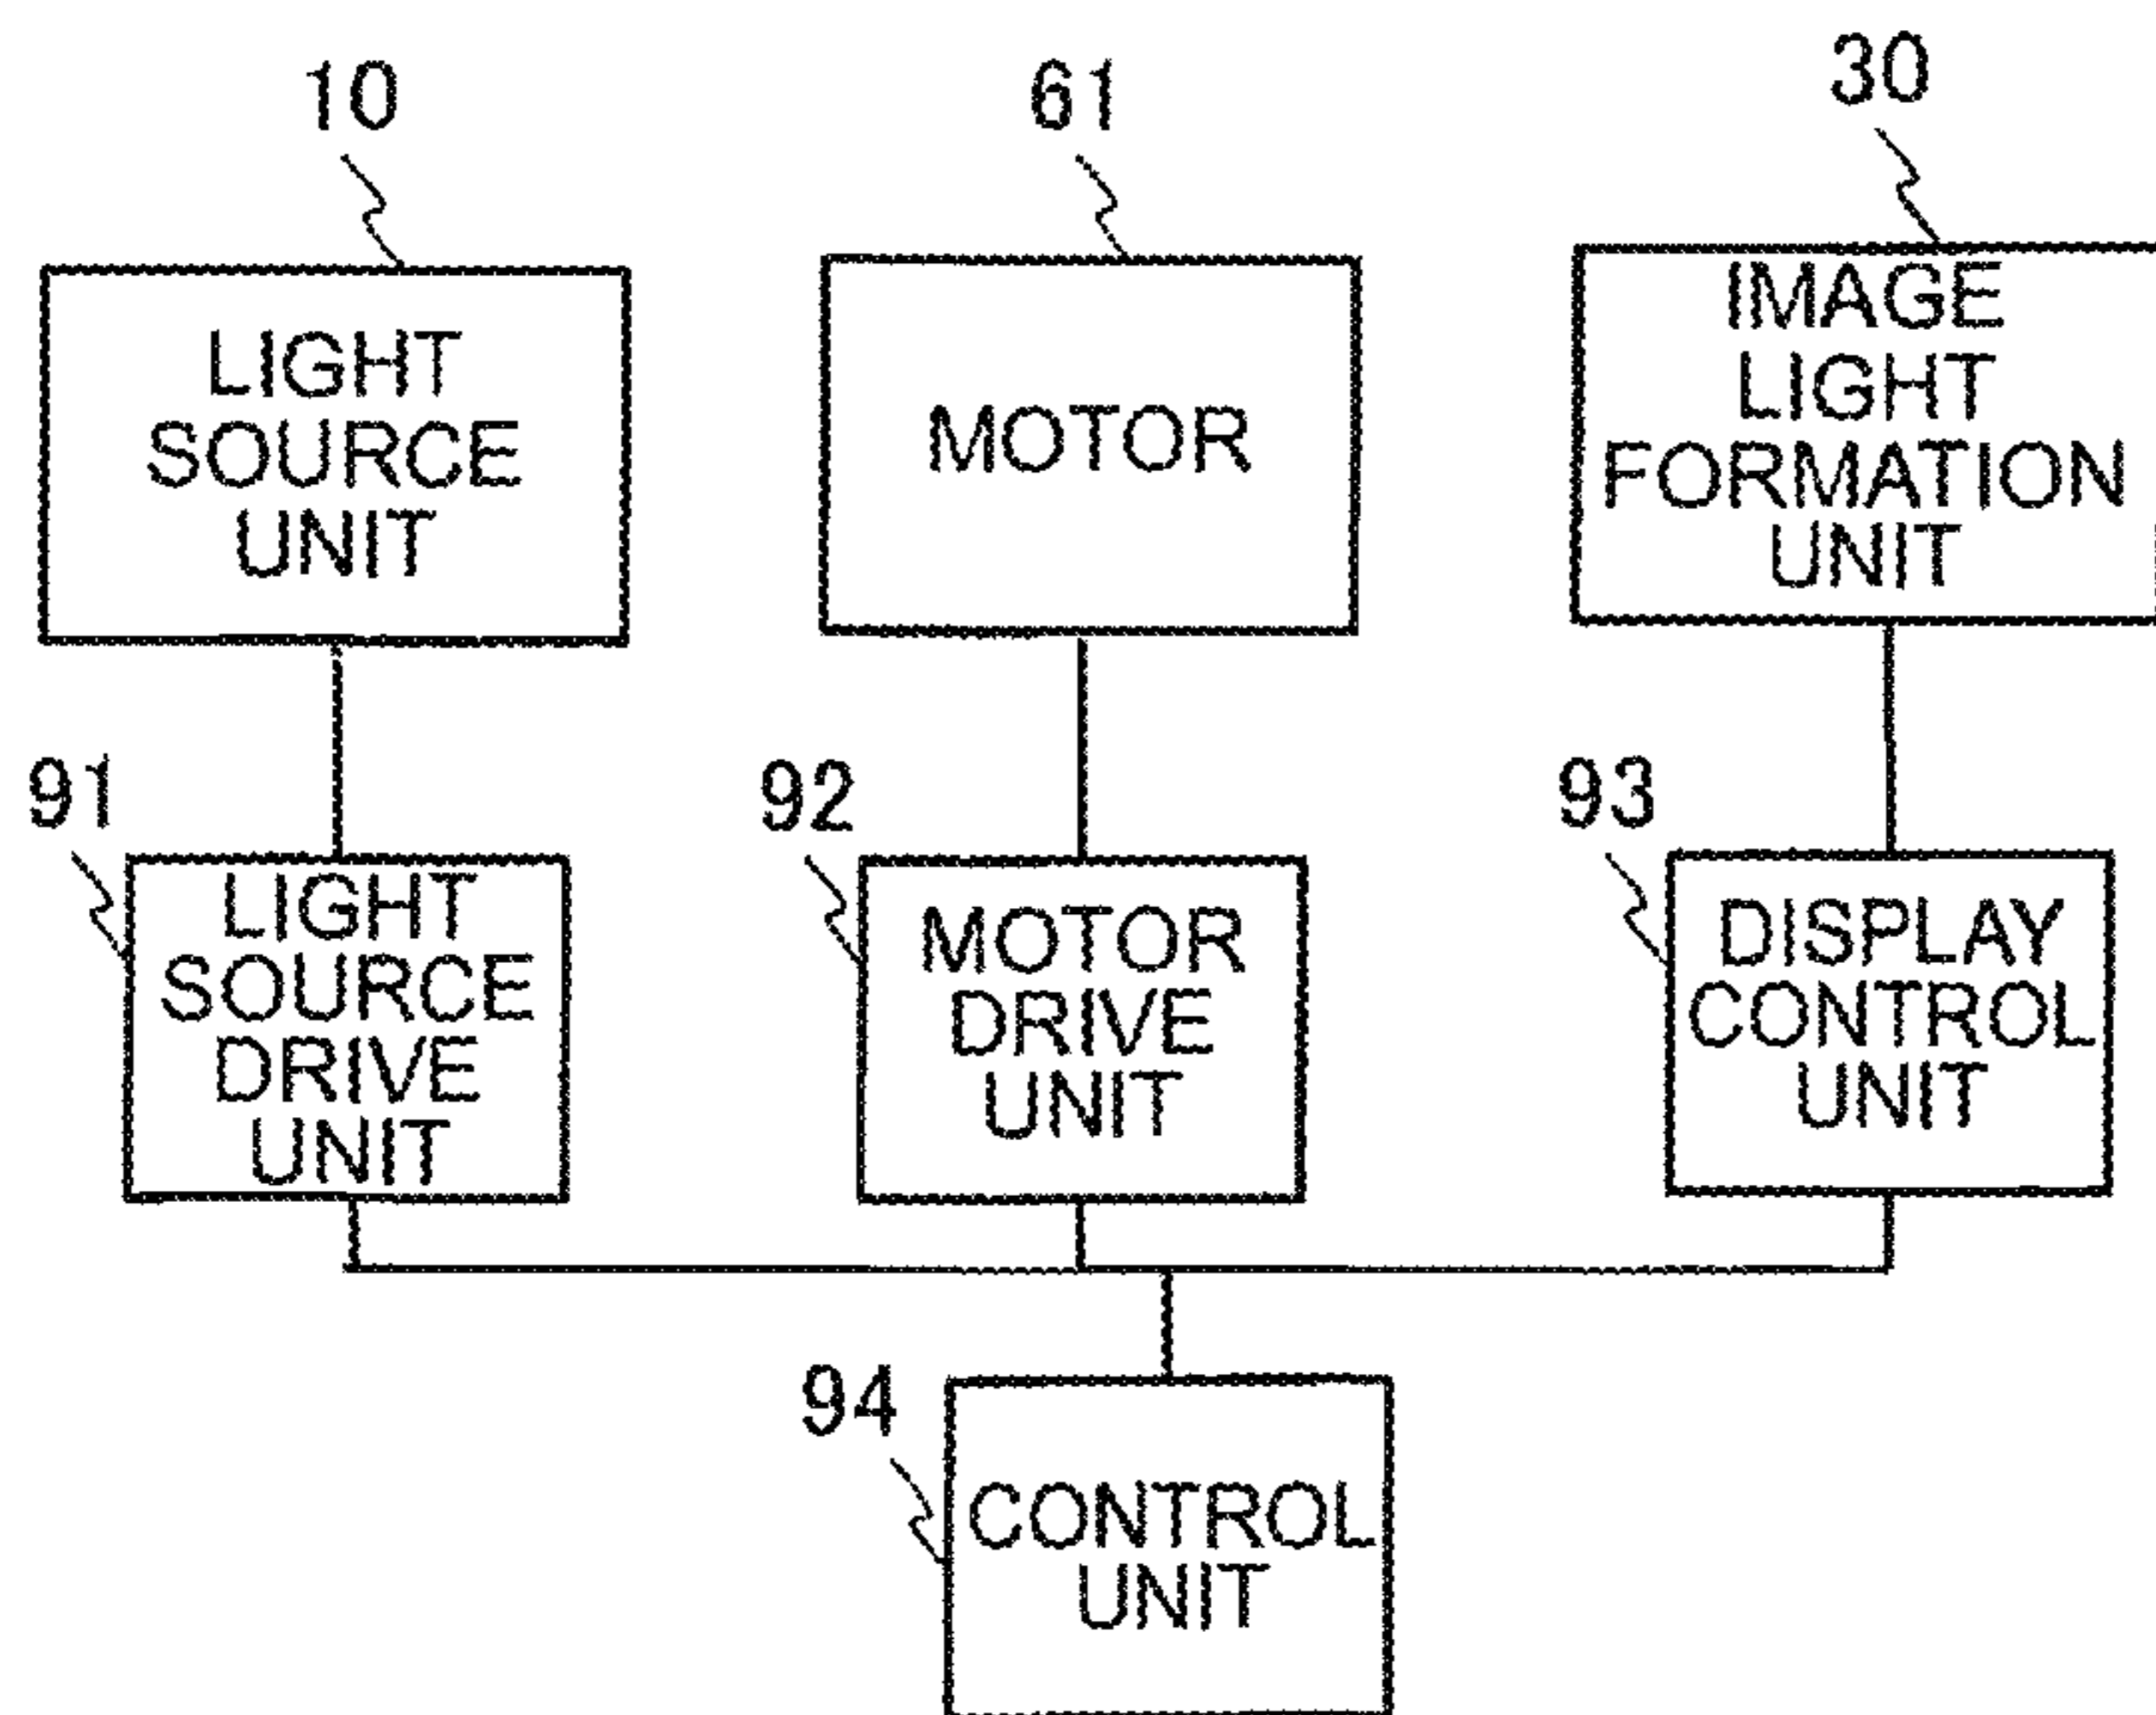 10
61
30
LIGHT
SOURCE
UNIT
MOTOR
IMAGE
LIGHT
FORMATION
UNIT
91
92
93
LIGHT
SOURCE
DRIVE
UNIT
MOTOR
DRIVE
UNIT
DISPLAY
CONTROL
UNIT
94
CONTROL
UNIT